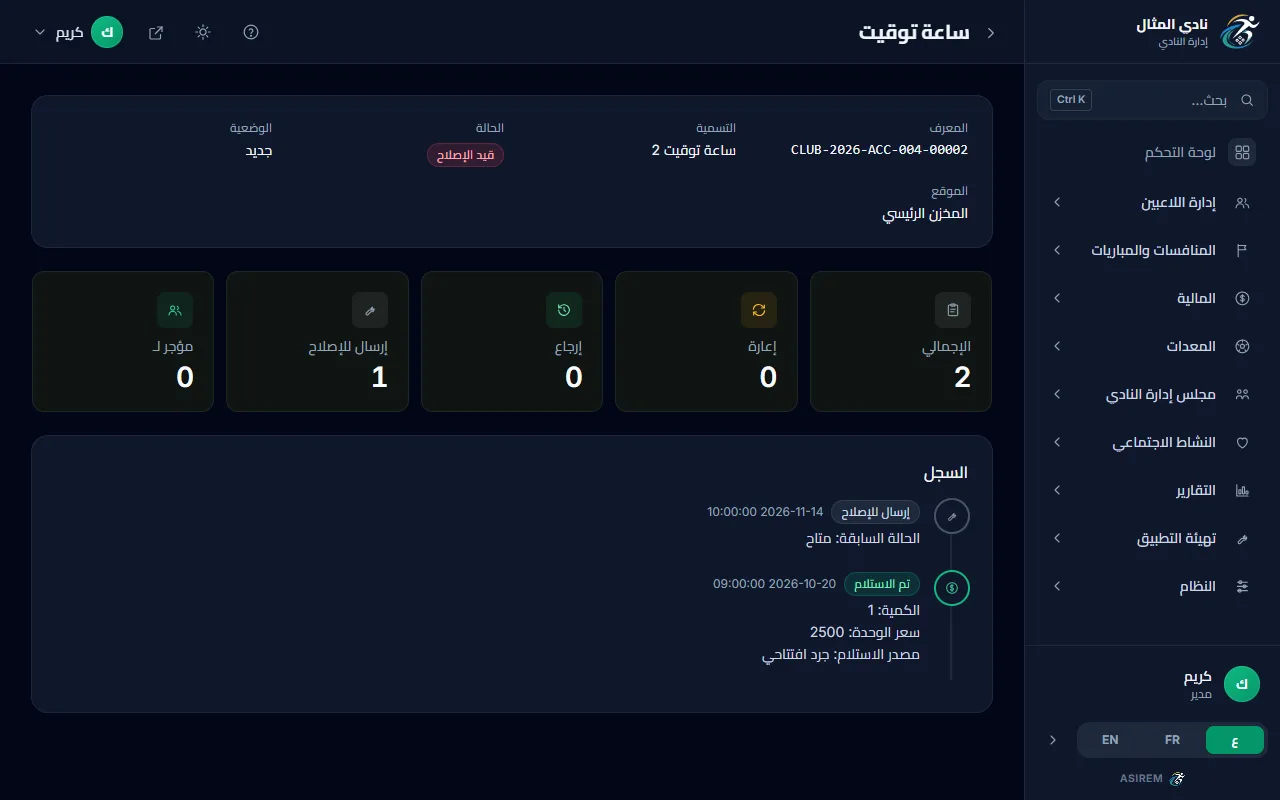 نادي المثال
إدارة النادي
بحث...
Ctrl K
لوحة التحكم
إدارة اللاعبين
المنافسات والمباريات
المالية
المعدات
مجلس إدارة النادي
النشاط الاجتماعي
التقارير
تهيئة التطبيق
النظام
ك
كريم
مدير
ع
FR
EN
ASIREM
ساعة توقيت
ك
كريم
المعرف
CLUB-2026-ACC-004-00002
التسمية
ساعة توقيت 2
الحالة
قيد الإصلاح
الوضعية
جديد
الموقع
المخزن الرئيسي
الإجمالي
2
إعارة
0
إرجاع
0
إرسال للإصلاح
1
مؤجر لـ
0
السجل
إرسال للإصلاح 2026-11-14 10:00:00
الحالة السابقة: متاح
تم الاستلام 2026-10-20 09:00:00
الكمية: 1
سعر الوحدة: 2500
مصدر الاستلام: جرد افتتاحي